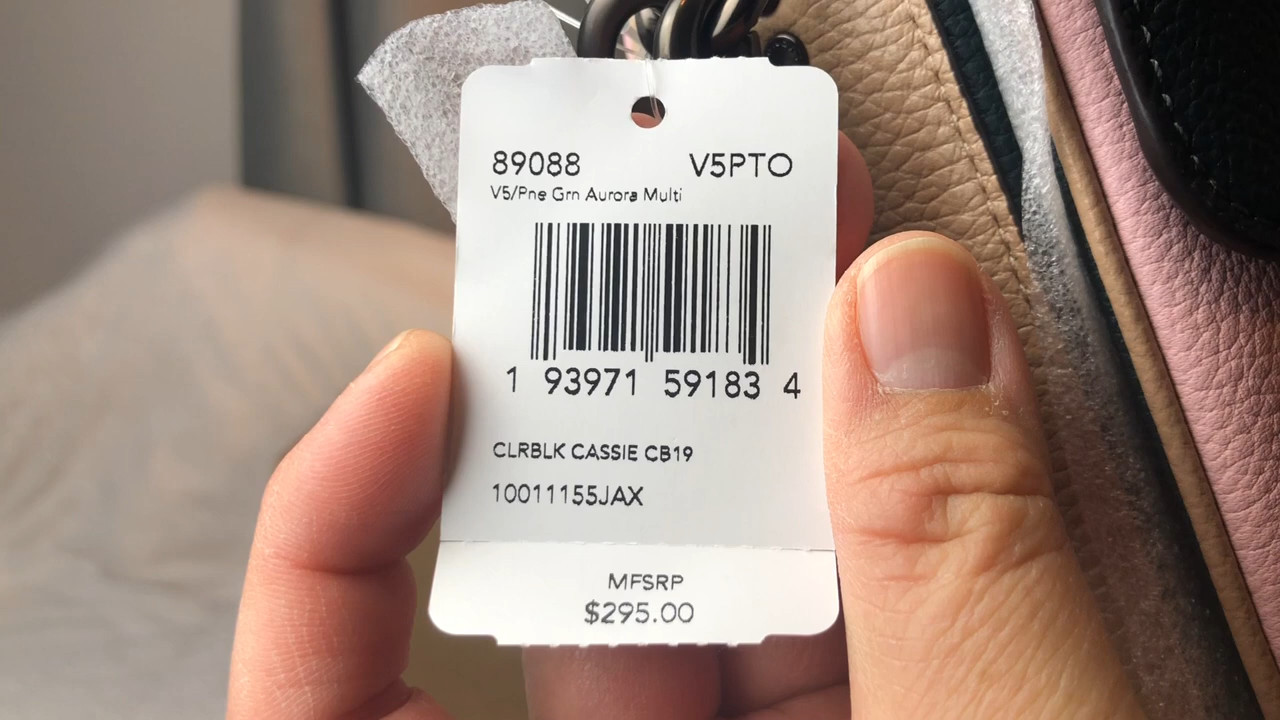 89088 V5PTO
V5/Pne Grn Aurora Multi
1 93971 59183 4
CLRBLK CASSIE CB19
10011155JAX
MFSRP
$295.00